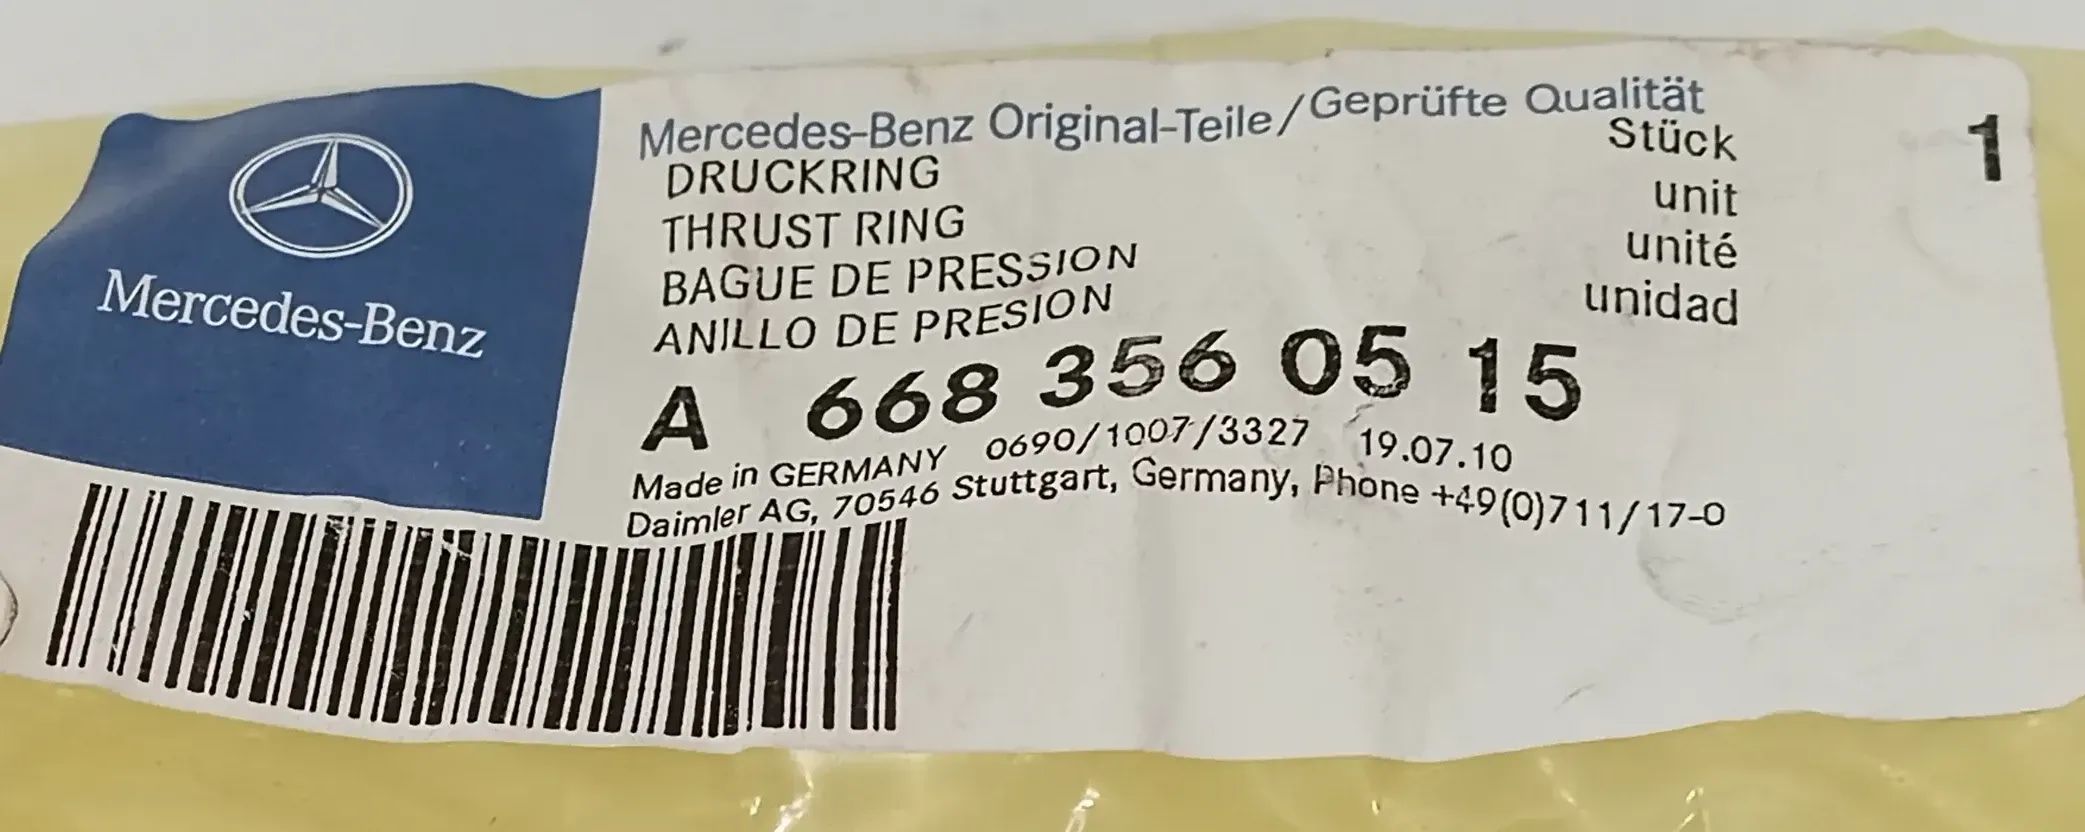 Mercedes-Benz
Mercedes-Benz Original-Teile/Geprüfte Qualität
DRUCKRING Stück 1
THRUST RING unit
BAGUE DE PRESSION unité
ANILLO DE PRESION unidad
A 668 356 05 15
Made in GERMANY 0690/1007/3327 19.07.10
Daimler AG, 70546 Stuttgart, Germany, Phone +49(0)711/17-0